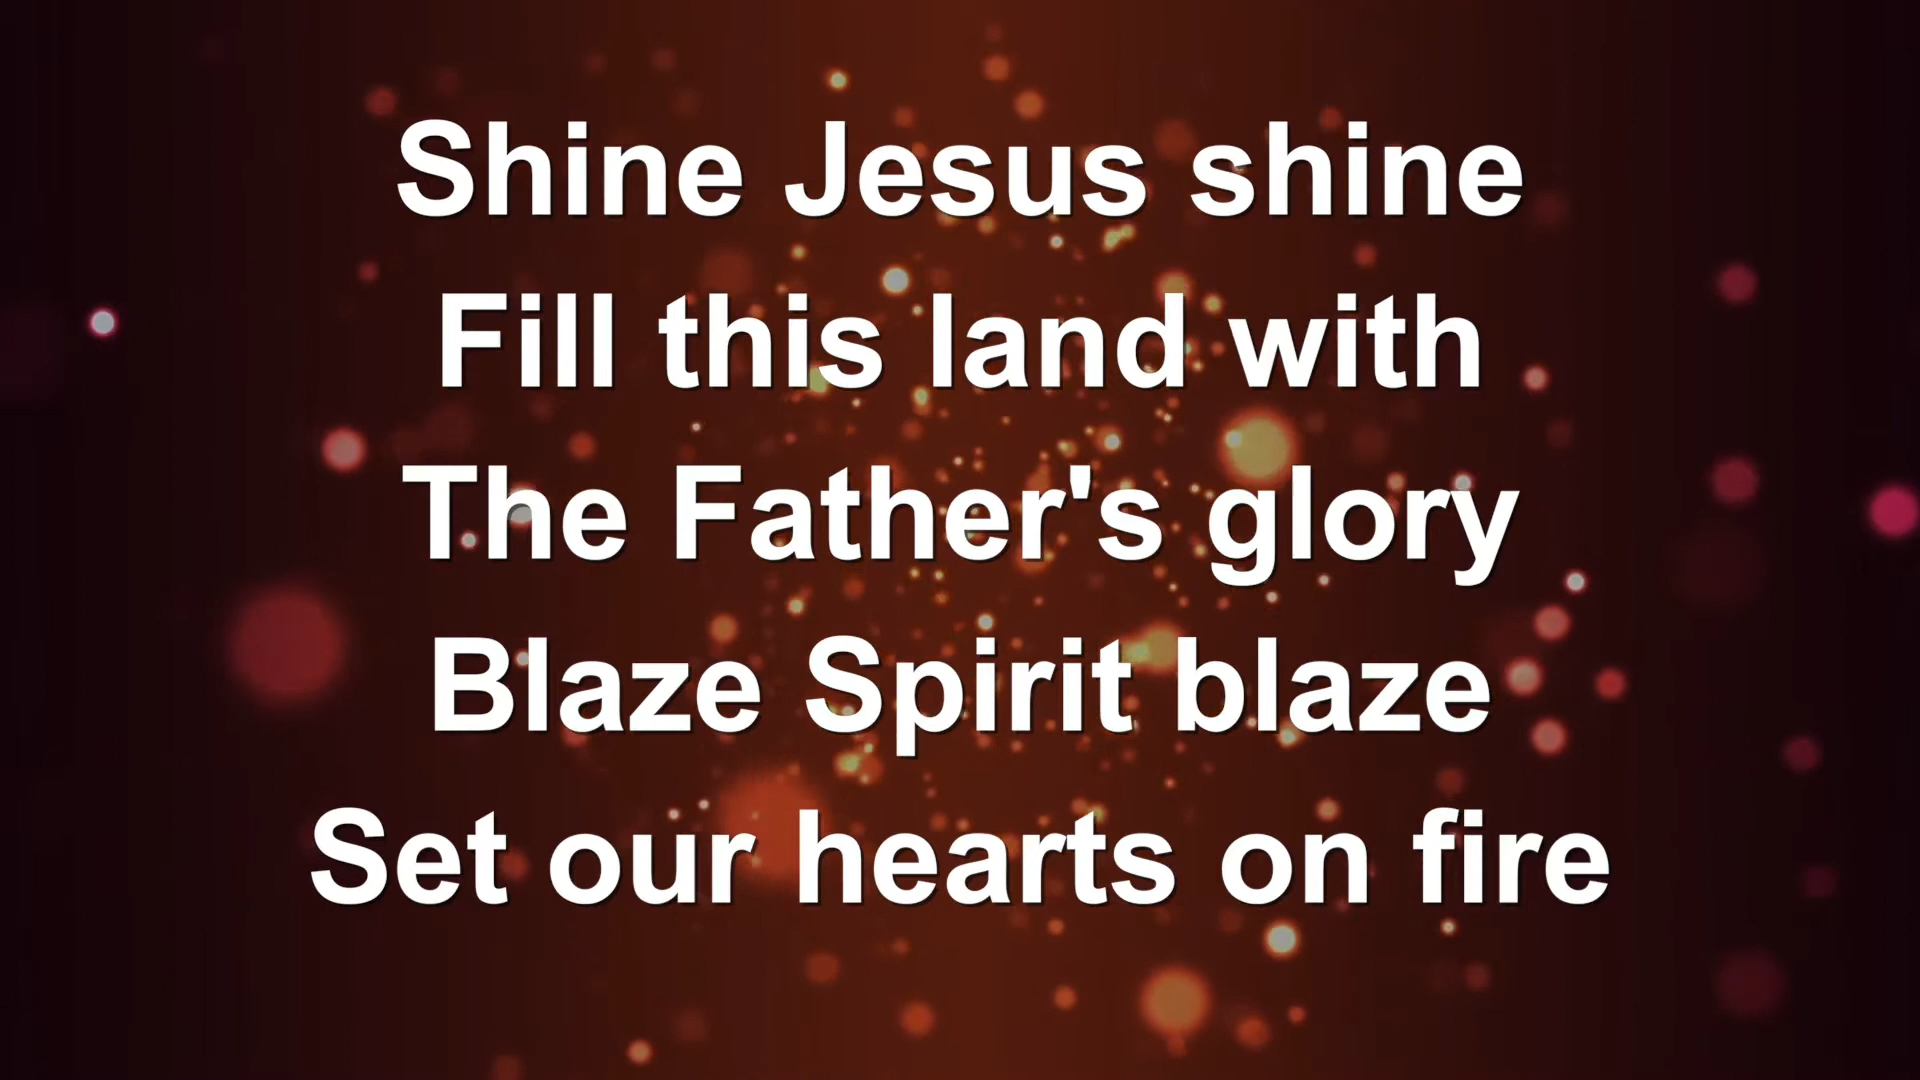 Shine Jesus shine
Fill this land with
The Father's glory
Blaze Spirit blaze
Set our hearts on fire